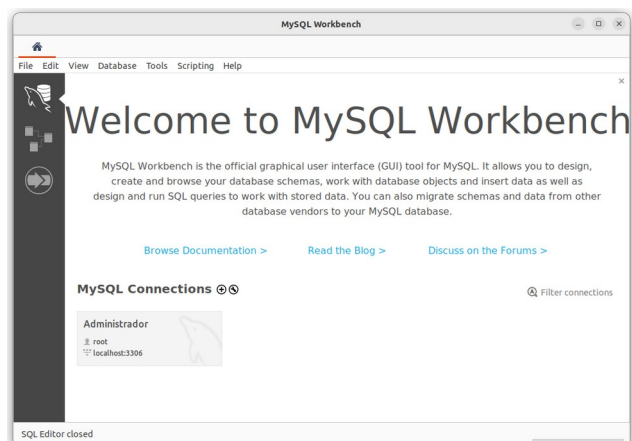 MySQL Workbench
File Edit View Database Tools Scripting Help
Welcome to MySQL Workbench
MySQL Workbench is the official graphical user interface (GUI) tool for MySQL. It allows you to design,
create and browse your database schemas, work with database objects and insert data as well as
design and run SQL queries to work with stored data. You can also migrate schemas and data from other
database vendors to your MySQL database.
Browse Documentation > Read the Blog > Discuss on the Forums >
MySQL Connections
Filter connections
Administrador
root
localhost:3306
SQL Editor closed